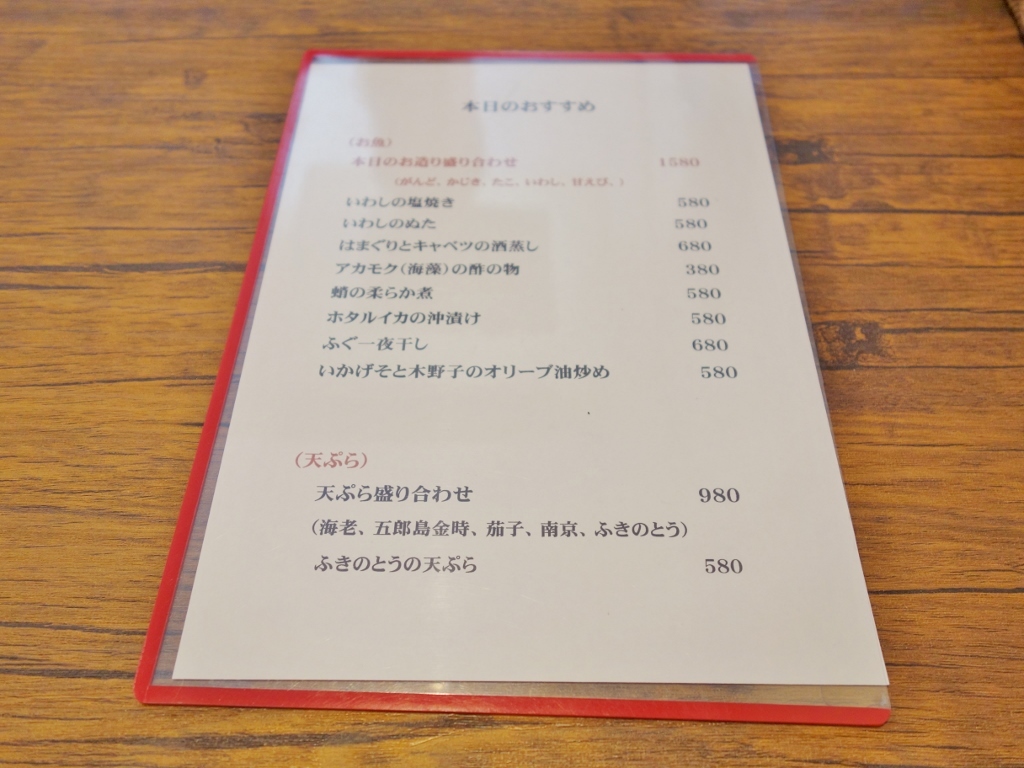 本日のおすすめ
（お魚）
本日のお造り盛り合わせ 1580
（がんど、かじき、たこ、いわし、甘えび、）
いわしの塩焼き 580
いわしのぬた 580
はまぐりとキャベツの酒蒸し 680
アカモク（海藻）の酢の物 380
蛸の柔らか煮 580
ホタルイカの沖漬け 580
ふぐ一夜干し 680
いかげそと木野子のオリーブ油炒め 580
（天ぷら）
天ぷら盛り合わせ 980
（海老、五郎島金時、茄子、南京、ふきのとう）
ふきのとうの天ぷら 580